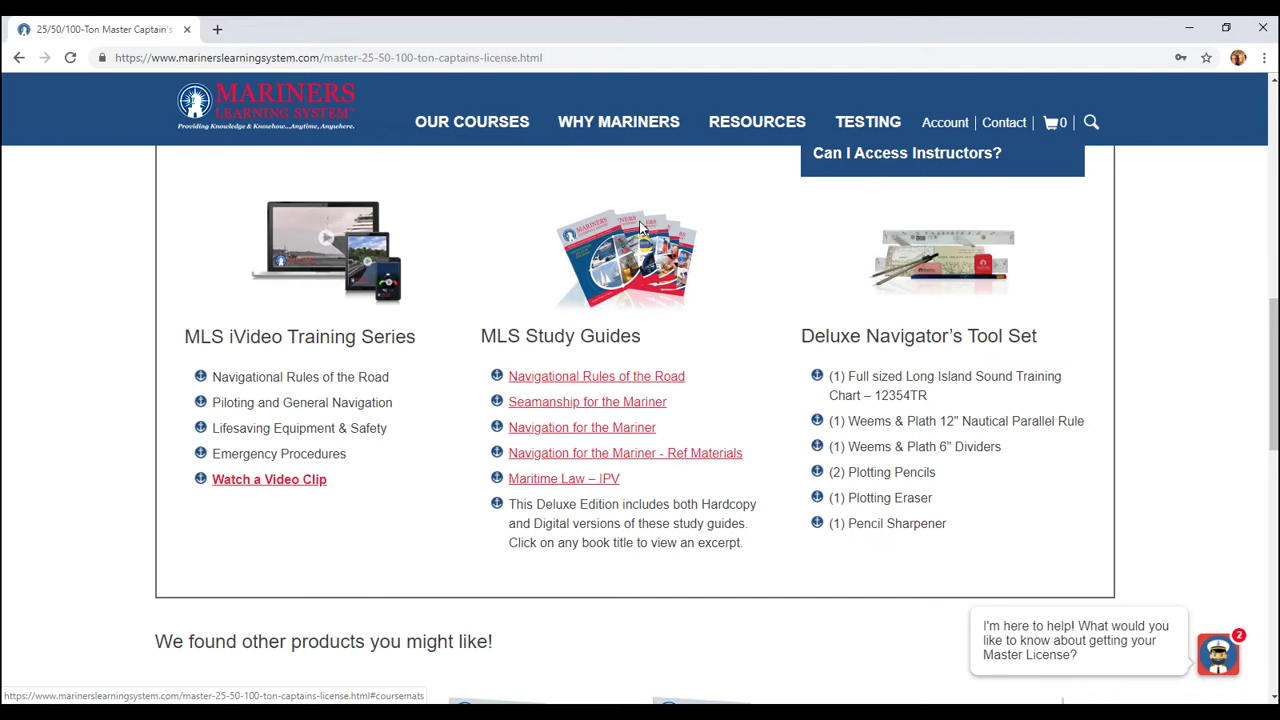 25/50/100-Ton Master Captain's
https://www.marinerslearningsystem.com/master-25-50-100-ton-captains-license.html
MARINERS
LEARNING SYSTEM™
Providing Knowledge & Knowhow...Anytime, Anywhere.
OUR COURSES
WHY MARINERS
RESOURCES
TESTING
Account
Contact
0
Can I Access Instructors?
MLS iVideo Training Series
Navigational Rules of the Road
Piloting and General Navigation
Lifesaving Equipment & Safety
Emergency Procedures
Watch a Video Clip
MARINERS
MLS Study Guides
Navigational Rules of the Road
Seamanship for the Mariner
Navigation for the Mariner
Navigation for the Mariner - Ref Materials
Maritime Law – IPV
This Deluxe Edition includes both Hardcopy
and Digital versions of these study guides.
Click on any book title to view an excerpt.
Deluxe Navigator’s Tool Set
(1) Full sized Long Island Sound Training
Chart – 12354TR
(1) Weems & Plath 12" Nautical Parallel Rule
(1) Weems & Plath 6" Dividers
(2) Plotting Pencils
(1) Plotting Eraser
(1) Pencil Sharpener
We found other products you might like!
I'm here to help! What would you
like to know about getting your
Master License?
2
https://www.marinerslearningsystem.com/master-25-50-100-ton-captains-license.html#coursemats